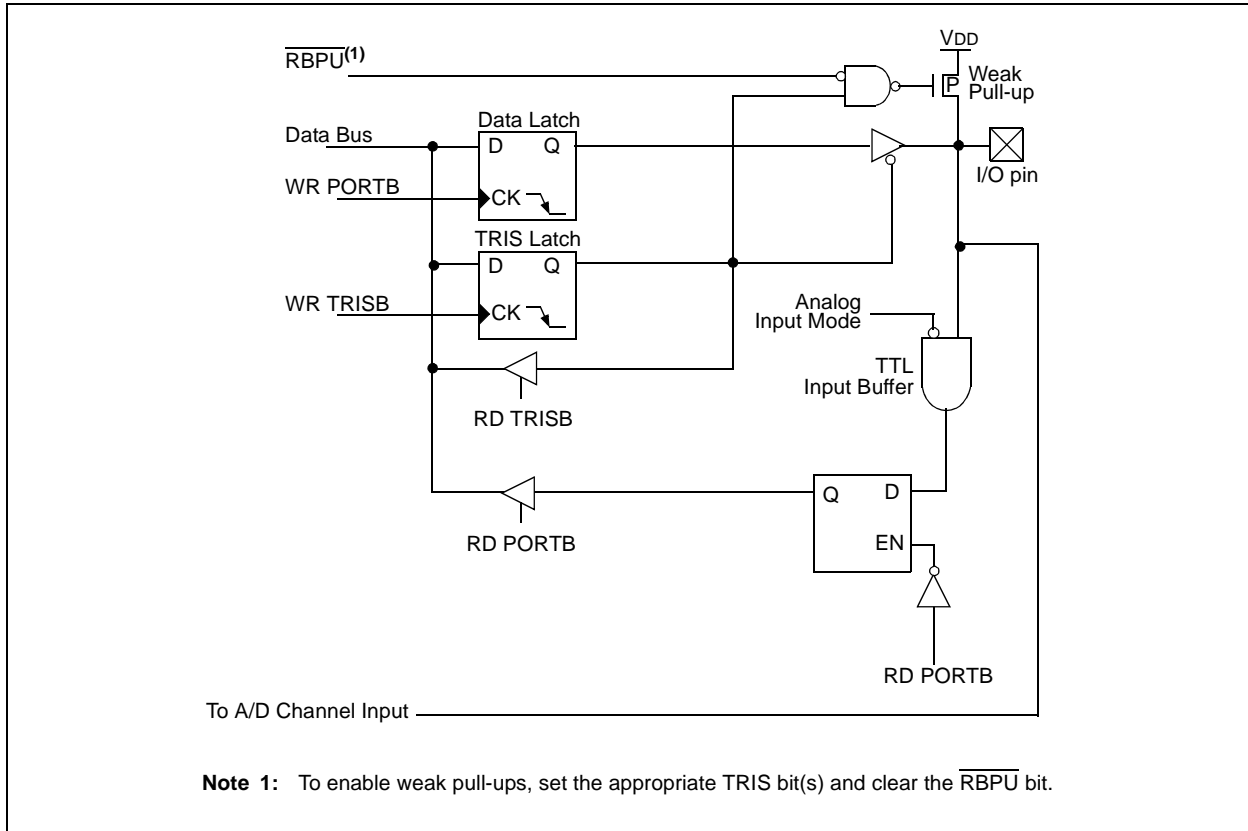 VDD
RBPU(1)
Weak
Pull-up
P
Data Latch
Data Bus
D Q
I/O pin
WR PORTB
CK
TRIS Latch
D Q
WR TRISB
CK
Analog
Input Mode
TTL
Input Buffer
RD TRISB
Q D
EN
RD PORTB
RD PORTB
To A/D Channel Input
Note 1: To enable weak pull-ups, set the appropriate TRIS bit(s) and clear the RBPU bit.